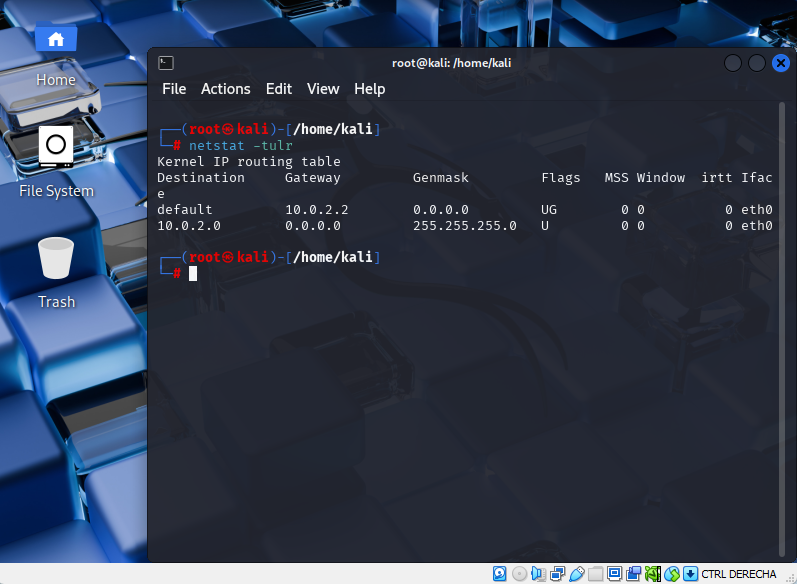 Home
File System
Trash
root@kali: /home/kali
File Actions Edit View Help
┌──(root㉿kali)-[/home/kali]
└─# netstat -tulr
Kernel IP routing table
Destination     Gateway         Genmask         Flags   MSS Window  irtt Ifac
e
default         10.0.2.2        0.0.0.0         UG        0 0          0 eth0
10.0.2.0        0.0.0.0         255.255.255.0   U         0 0          0 eth0
┌──(root㉿kali)-[/home/kali]
└─#
CTRL DERECHA